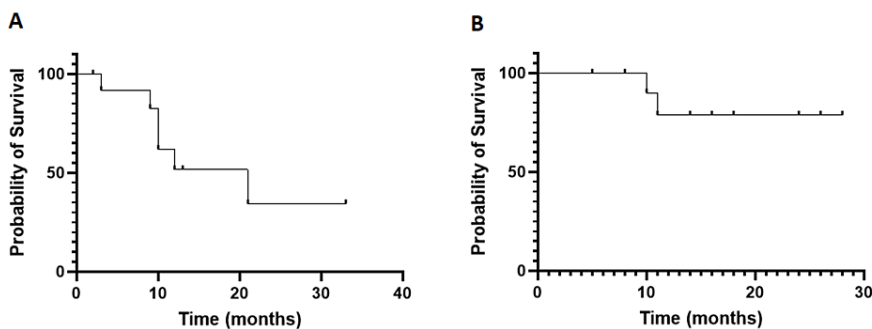 A
B
Probability of Survival
100
50
0
0 10 20 30 40
Time (months)
Probability of Survival
100
50
0
0 10 20 30
Time (months)